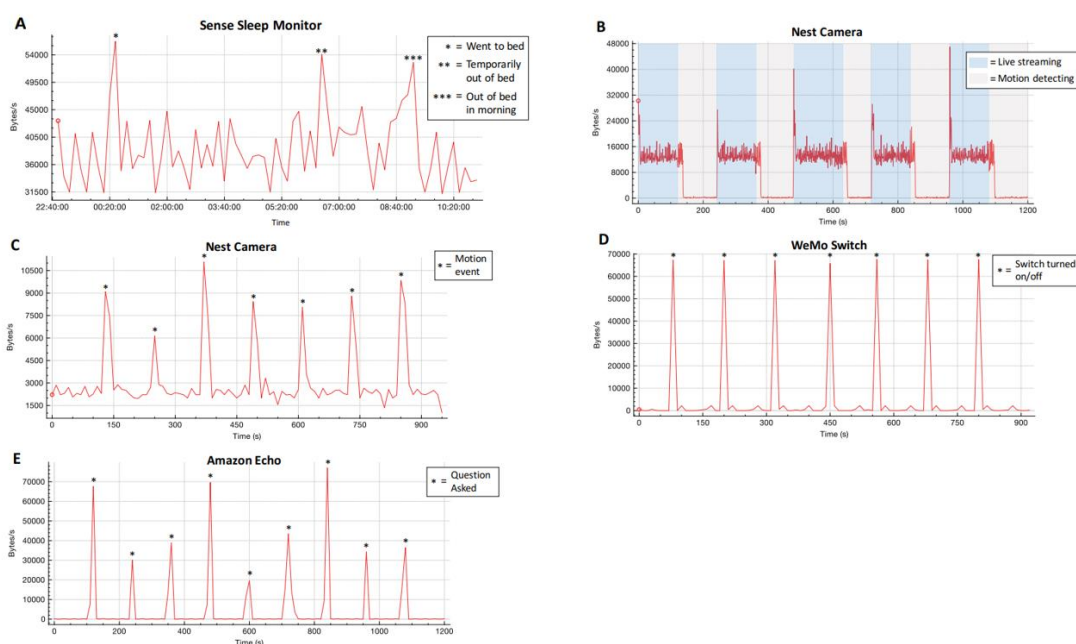 A
Sense Sleep Monitor
54000
49500
45000
40500
36000
31500
Bytes/s
22:40:00 00:20:00 02:00:00 03:40:00 05:20:00 07:00:00 08:40:00 10:20:00
Time
*
**
***
* = Went to bed
** = Temporarily
out of bed
*** = Out of bed
in morning
B
Nest Camera
48000
40000
32000
24000
16000
8000
0
Bytes/s
0 200 400 600 800 1000 1200
Time (s)
= Live streaming
= Motion detecting
C
Nest Camera
10500
9000
7500
6000
4500
3000
1500
Bytes/s
0 150 300 450 600 750 900
Time (s)
* * * * * * *
* = Motion
event
D
WeMo Switch
70000
60000
50000
40000
30000
20000
10000
0
Bytes/s
0 150 300 450 600 750 900
Time (s)
* * * * * * *
* = Switch turned
on/off
E
Amazon Echo
70000
60000
50000
40000
30000
20000
10000
0
Bytes/s
0 200 400 600 800 1000 1200
Time (s)
* * * * * * * * *
* = Question
Asked